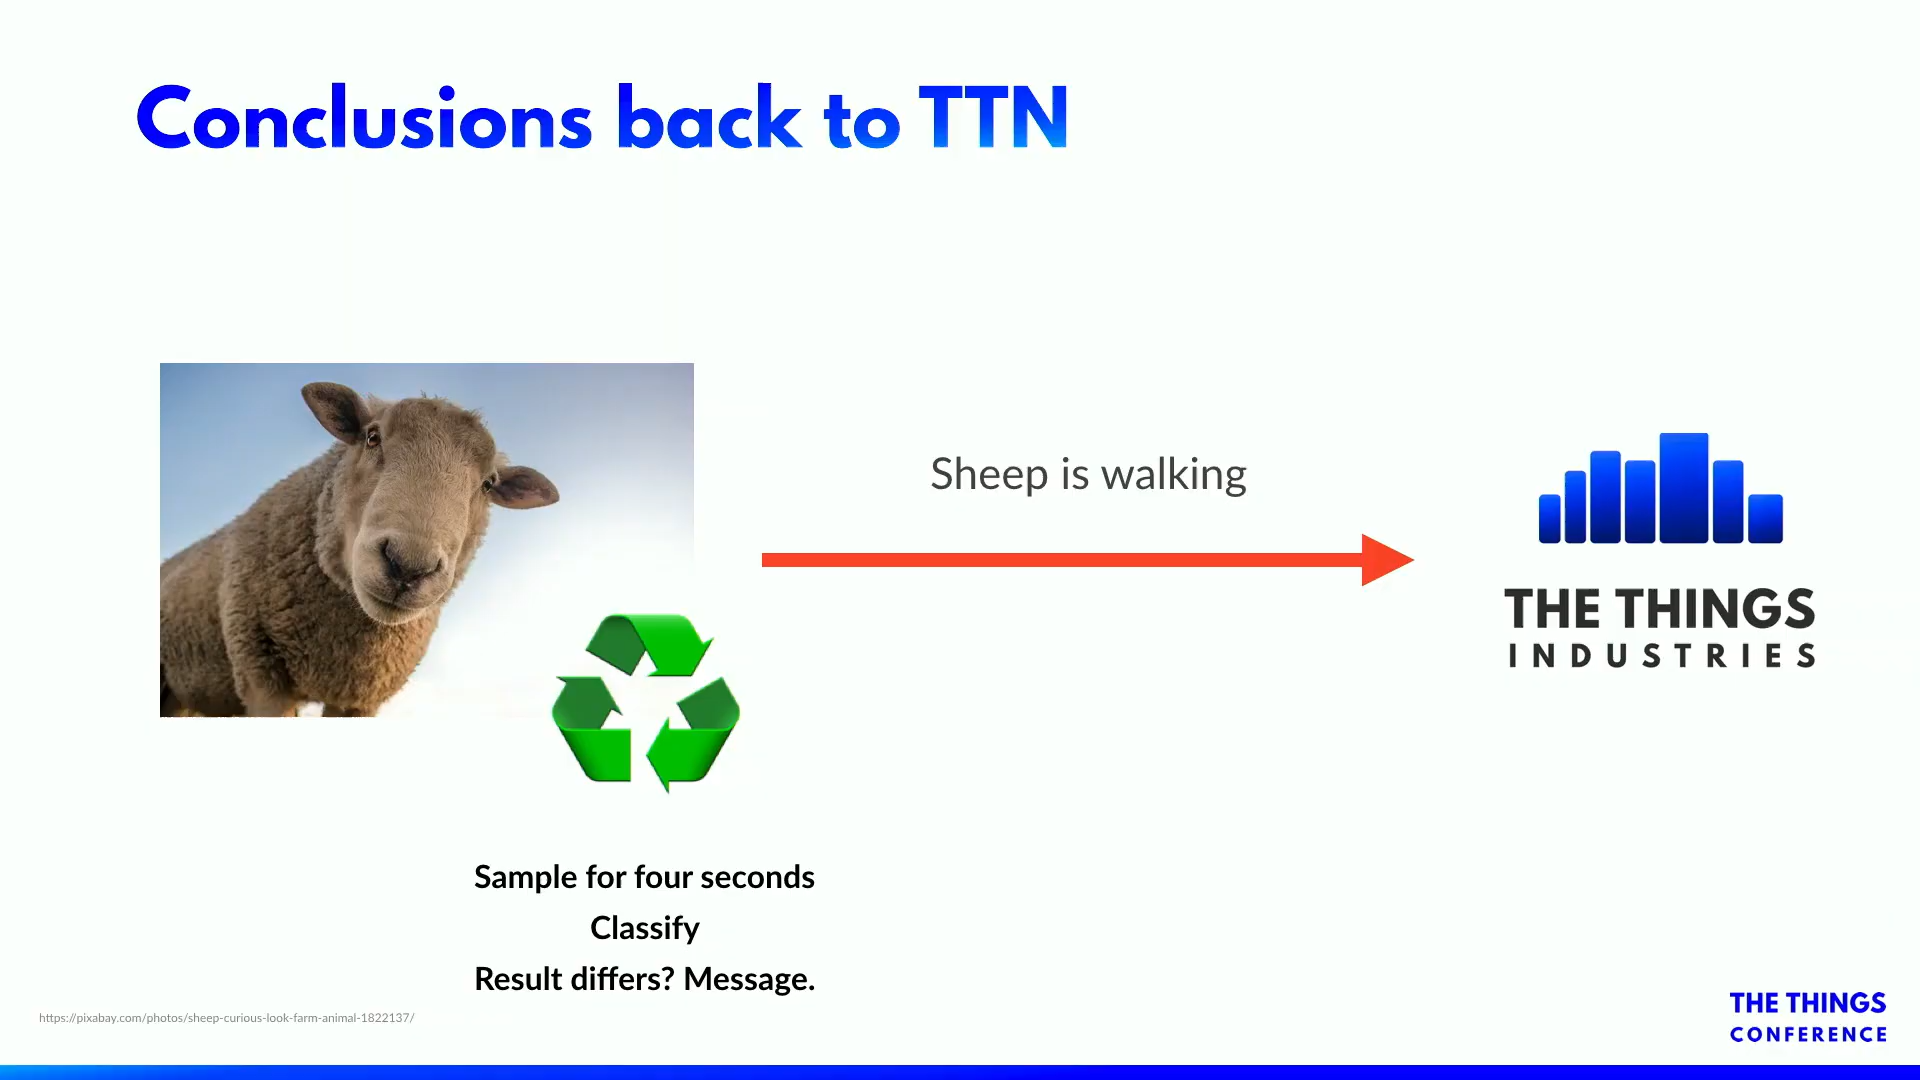 Conclusions back to TTN
Sheep is walking
THE THINGS
INDUSTRIES
Sample for four seconds
Classify
Result differs? Message.
https://pixabay.com/photos/sheep-curious-look-farm-animal-1822137/
THE THINGS
CONFERENCE